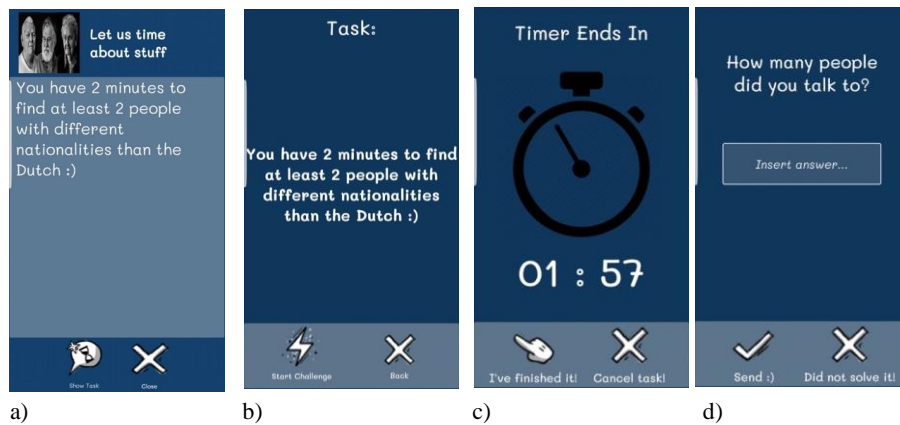 Let us time
about stuff
You have 2 minutes to
find at least 2 people
with different
nationalities than the
Dutch :)
Show Task
Close
a)
Task:
You have 2 minutes to find
at least 2 people with
different nationalities
than the Dutch :)
Start Challenge
Back
b)
Timer Ends In
01 : 57
I've finished it!
Cancel task!
c)
How many people
did you talk to?
Insert answer...
Send :)
Did not solve it!
d)